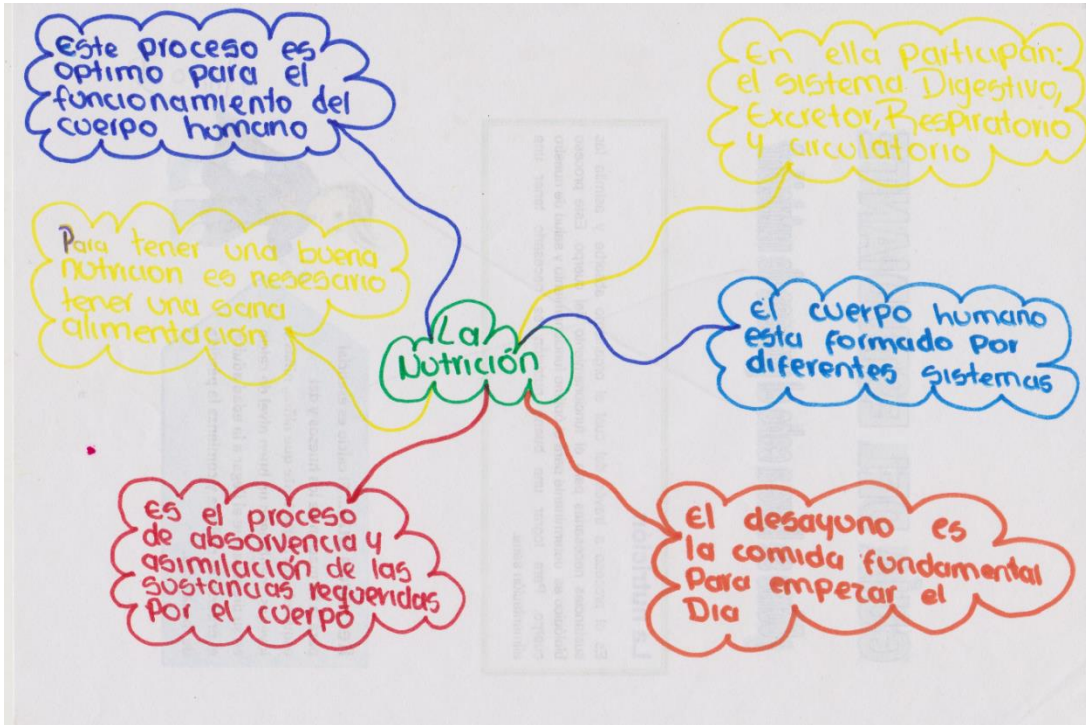 Este proceso es
optimo para el
funcionamiento del
cuerpo humano
En ella participan:
el sistema Digestivo,
Excretor, Respiratorio
y circulatorio
Para tener una buena
nutricion es nesesario
tener una sana
alimentación
La
Nutrición
El cuerpo humano
esta formado por
diferentes sistemas
Es el proceso
de absorvencia y
asimilación de las
sustancias requeridas
Por el cuerpo
El desayuno es
la comida fundamental
Para empezar el
Dia